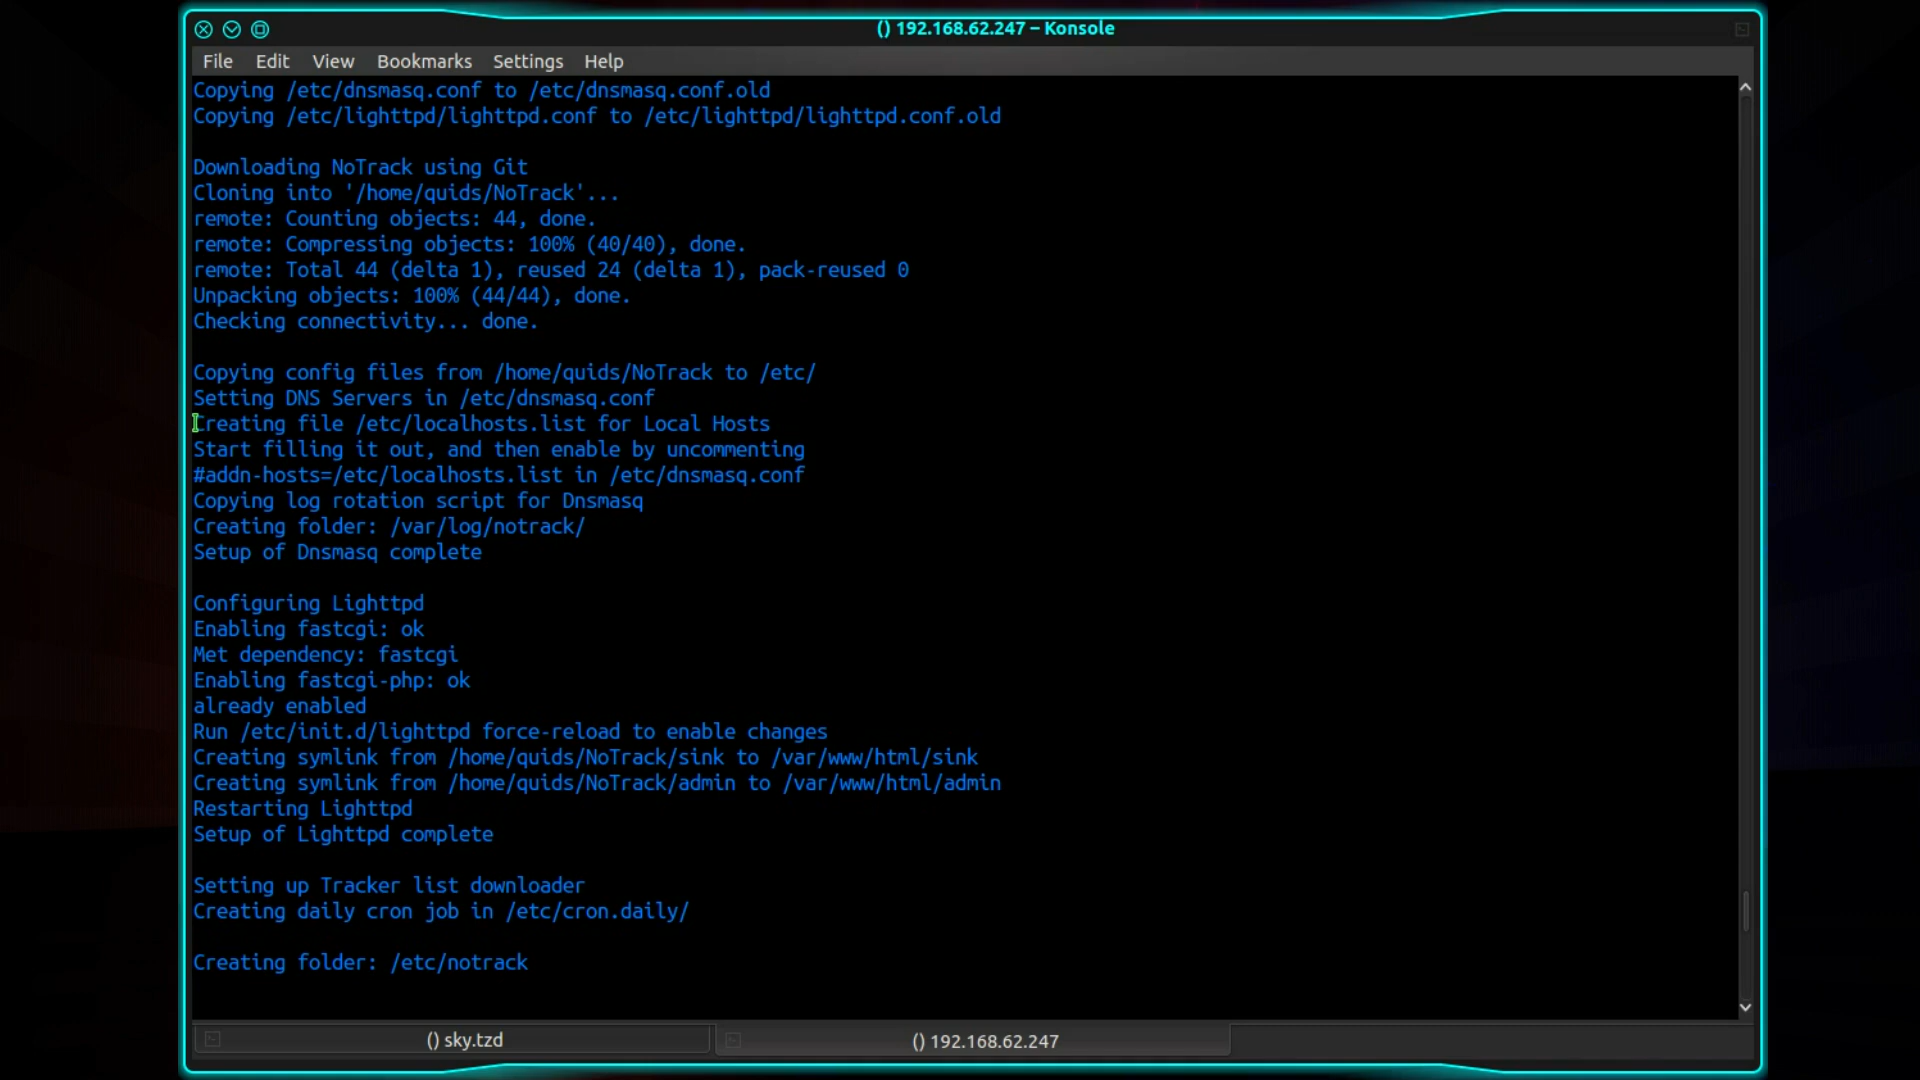 () 192.168.62.247 – Konsole
File Edit View Bookmarks Settings Help
Copying /etc/dnsmasq.conf to /etc/dnsmasq.conf.old
Copying /etc/lighttpd/lighttpd.conf to /etc/lighttpd/lighttpd.conf.old
Downloading NoTrack using Git
Cloning into '/home/quids/NoTrack'...
remote: Counting objects: 44, done.
remote: Compressing objects: 100% (40/40), done.
remote: Total 44 (delta 1), reused 24 (delta 1), pack-reused 0
Unpacking objects: 100% (44/44), done.
Checking connectivity... done.
Copying config files from /home/quids/NoTrack to /etc/
Setting DNS Servers in /etc/dnsmasq.conf
Creating file /etc/localhosts.list for Local Hosts
Start filling it out, and then enable by uncommenting
#addn-hosts=/etc/localhosts.list in /etc/dnsmasq.conf
Copying log rotation script for Dnsmasq
Creating folder: /var/log/notrack/
Setup of Dnsmasq complete
Configuring Lighttpd
Enabling fastcgi: ok
Met dependency: fastcgi
Enabling fastcgi-php: ok
already enabled
Run /etc/init.d/lighttpd force-reload to enable changes
Creating symlink from /home/quids/NoTrack/sink to /var/www/html/sink
Creating symlink from /home/quids/NoTrack/admin to /var/www/html/admin
Restarting Lighttpd
Setup of Lighttpd complete
Setting up Tracker list downloader
Creating daily cron job in /etc/cron.daily/
Creating folder: /etc/notrack
() sky.tzd
() 192.168.62.247